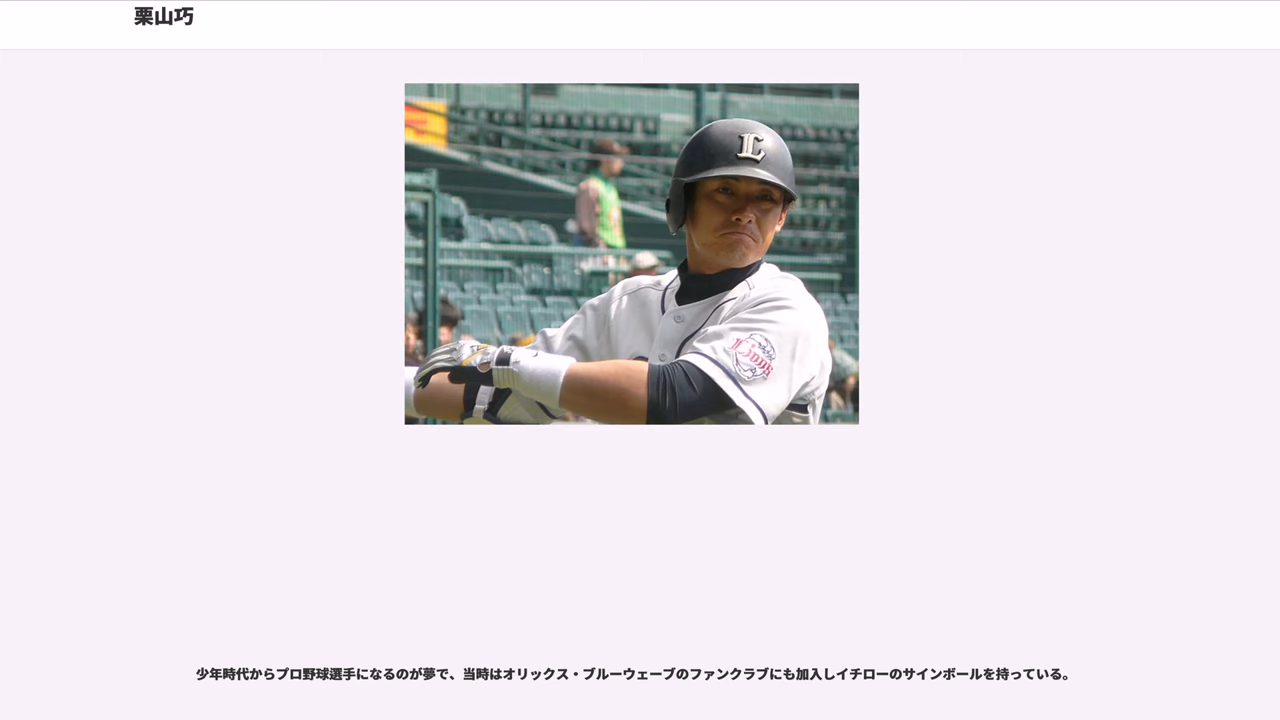 栗山巧
L
Lions
少年時代からプロ野球選手になるのが夢で、当時はオリックス・ブルーウェーブのファンクラブにも加入しイチローのサインボールを持っている。